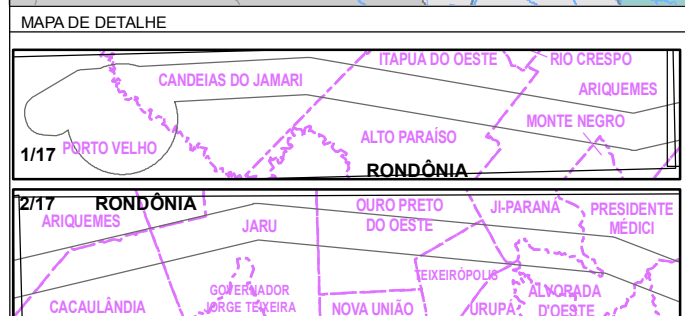 MAPA DE DETALHE
ITAPUÃ DO OESTE
RIO CRESPO
CANDEIAS DO JAMARI
ARIQUEMES
MONTE NEGRO
ALTO PARAÍSO
PORTO VELHO
1/17
RONDÔNIA
2/17
RONDÔNIA
ARIQUEMES
JARU
OURO PRETO
DO OESTE
JI-PARANÁ
PRESIDENTE
MÉDICI
TEIXEIRÓPOLIS
GOVERNADOR
JORGE TEIXEIRA
ALVORADA
D'OESTE
CACAULÂNDIA
NOVA UNIÃO
URUPÁ